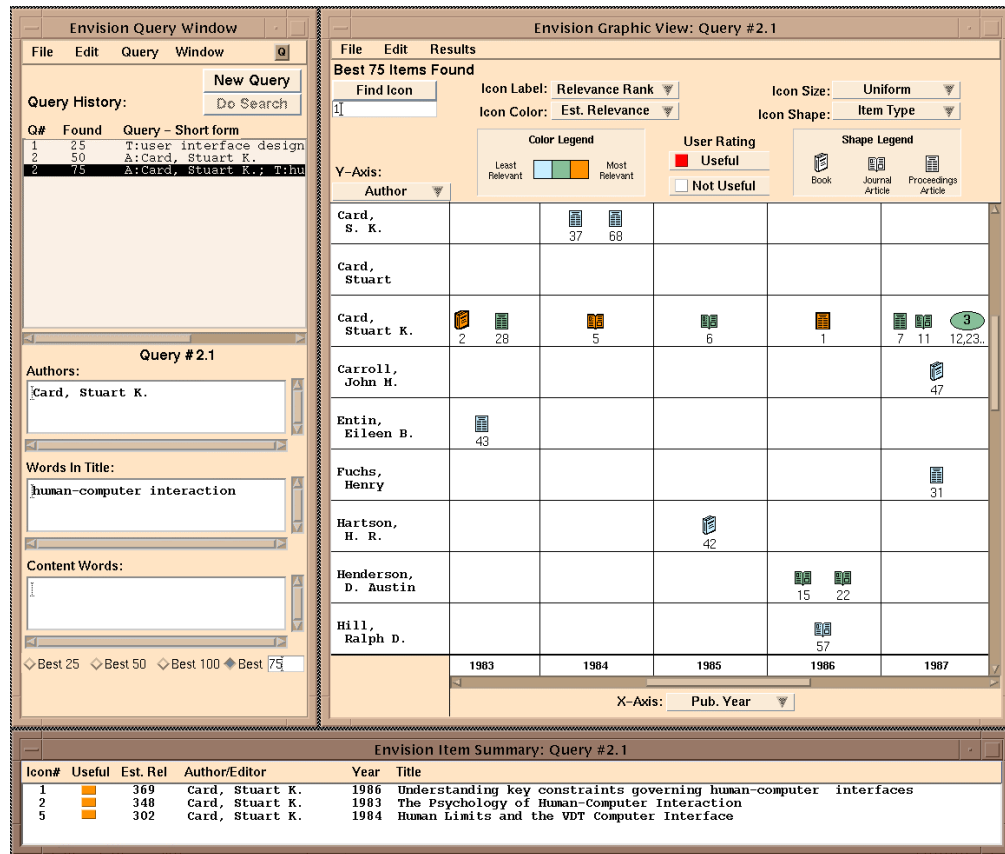 Envision Query Window
File Edit Query Window Q
New Query
Query History: Do Search
Q# Found Query – Short form
1 25 T:user interface design
2 50 A:Card, Stuart K.
2 75 A:Card, Stuart K.; T:hu
Query # 2.1
Authors:
Card, Stuart K.
Words In Title:
human-computer interaction
Content Words:
Best 25 Best 50 Best 100 Best 75
Envision Graphic View: Query #2.1
File Edit Results
Best 75 Items Found
Find Icon
1
Icon Label: Relevance Rank
Icon Size: Uniform
Icon Color: Est. Relevance
Icon Shape: Item Type
Color Legend
Least Relevant
Most Relevant
User Rating
Useful
Not Useful
Shape Legend
Book
Journal Article
Proceedings Article
Y-Axis:
Author
Card,
S. K.
37 68
Card,
Stuart
Card,
Stuart K.
3
2 28 5 6 1 7 11 12,23..
Carroll,
John M.
47
Entin,
Eileen B.
43
Fuchs,
Henry
31
Hartson,
H. R.
42
Henderson,
D. Austin
15 22
Hill,
Ralph D.
57
1983 1984 1985 1986 1987
X-Axis: Pub. Year
Envision Item Summary: Query #2.1
Icon# Useful Est. Rel Author/Editor Year Title
1 369 Card, Stuart K. 1986 Understanding key constraints governing human-computer interfaces
2 348 Card, Stuart K. 1983 The Psychology of Human-Computer Interaction
5 302 Card, Stuart K. 1984 Human Limits and the VDT Computer Interface